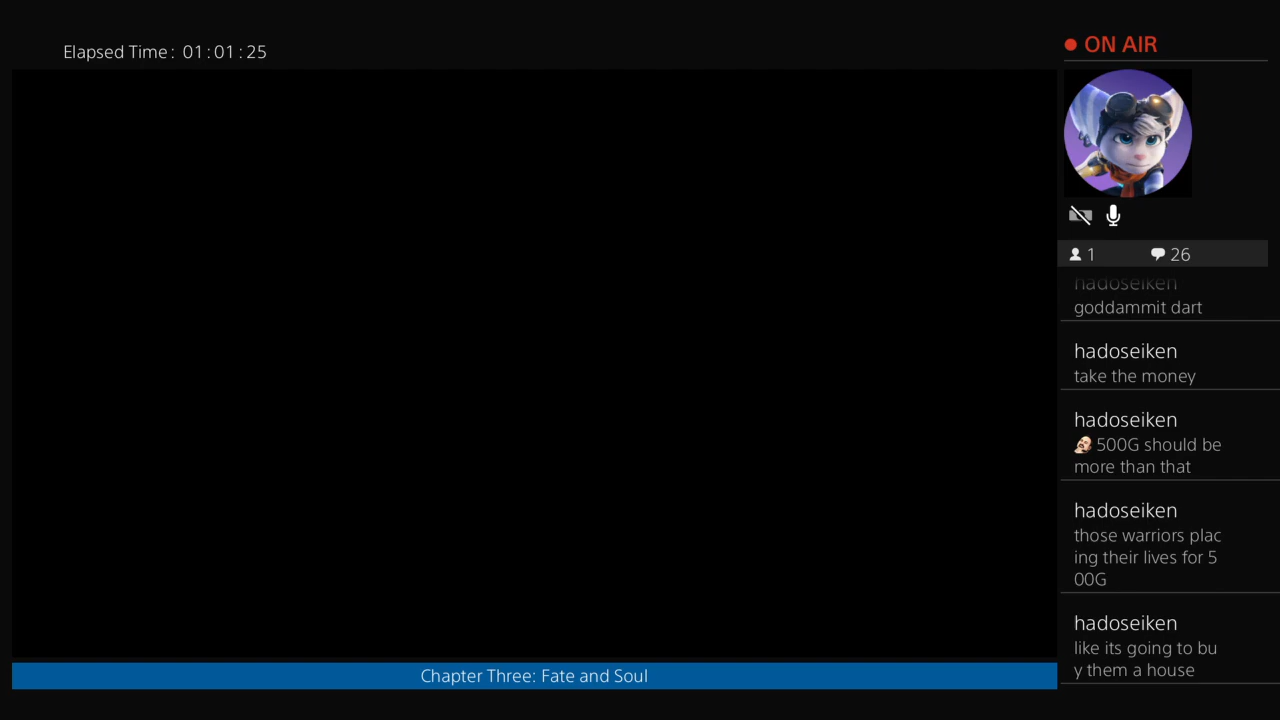 Elapsed Time: 01:01:25
ON AIR
1
26
hadoseiken
goddammit dart
hadoseiken
take the money
hadoseiken
500G should be
more than that
hadoseiken
those warriors plac
ing their lives for 5
00G
hadoseiken
like its going to bu
y them a house
Chapter Three: Fate and Soul